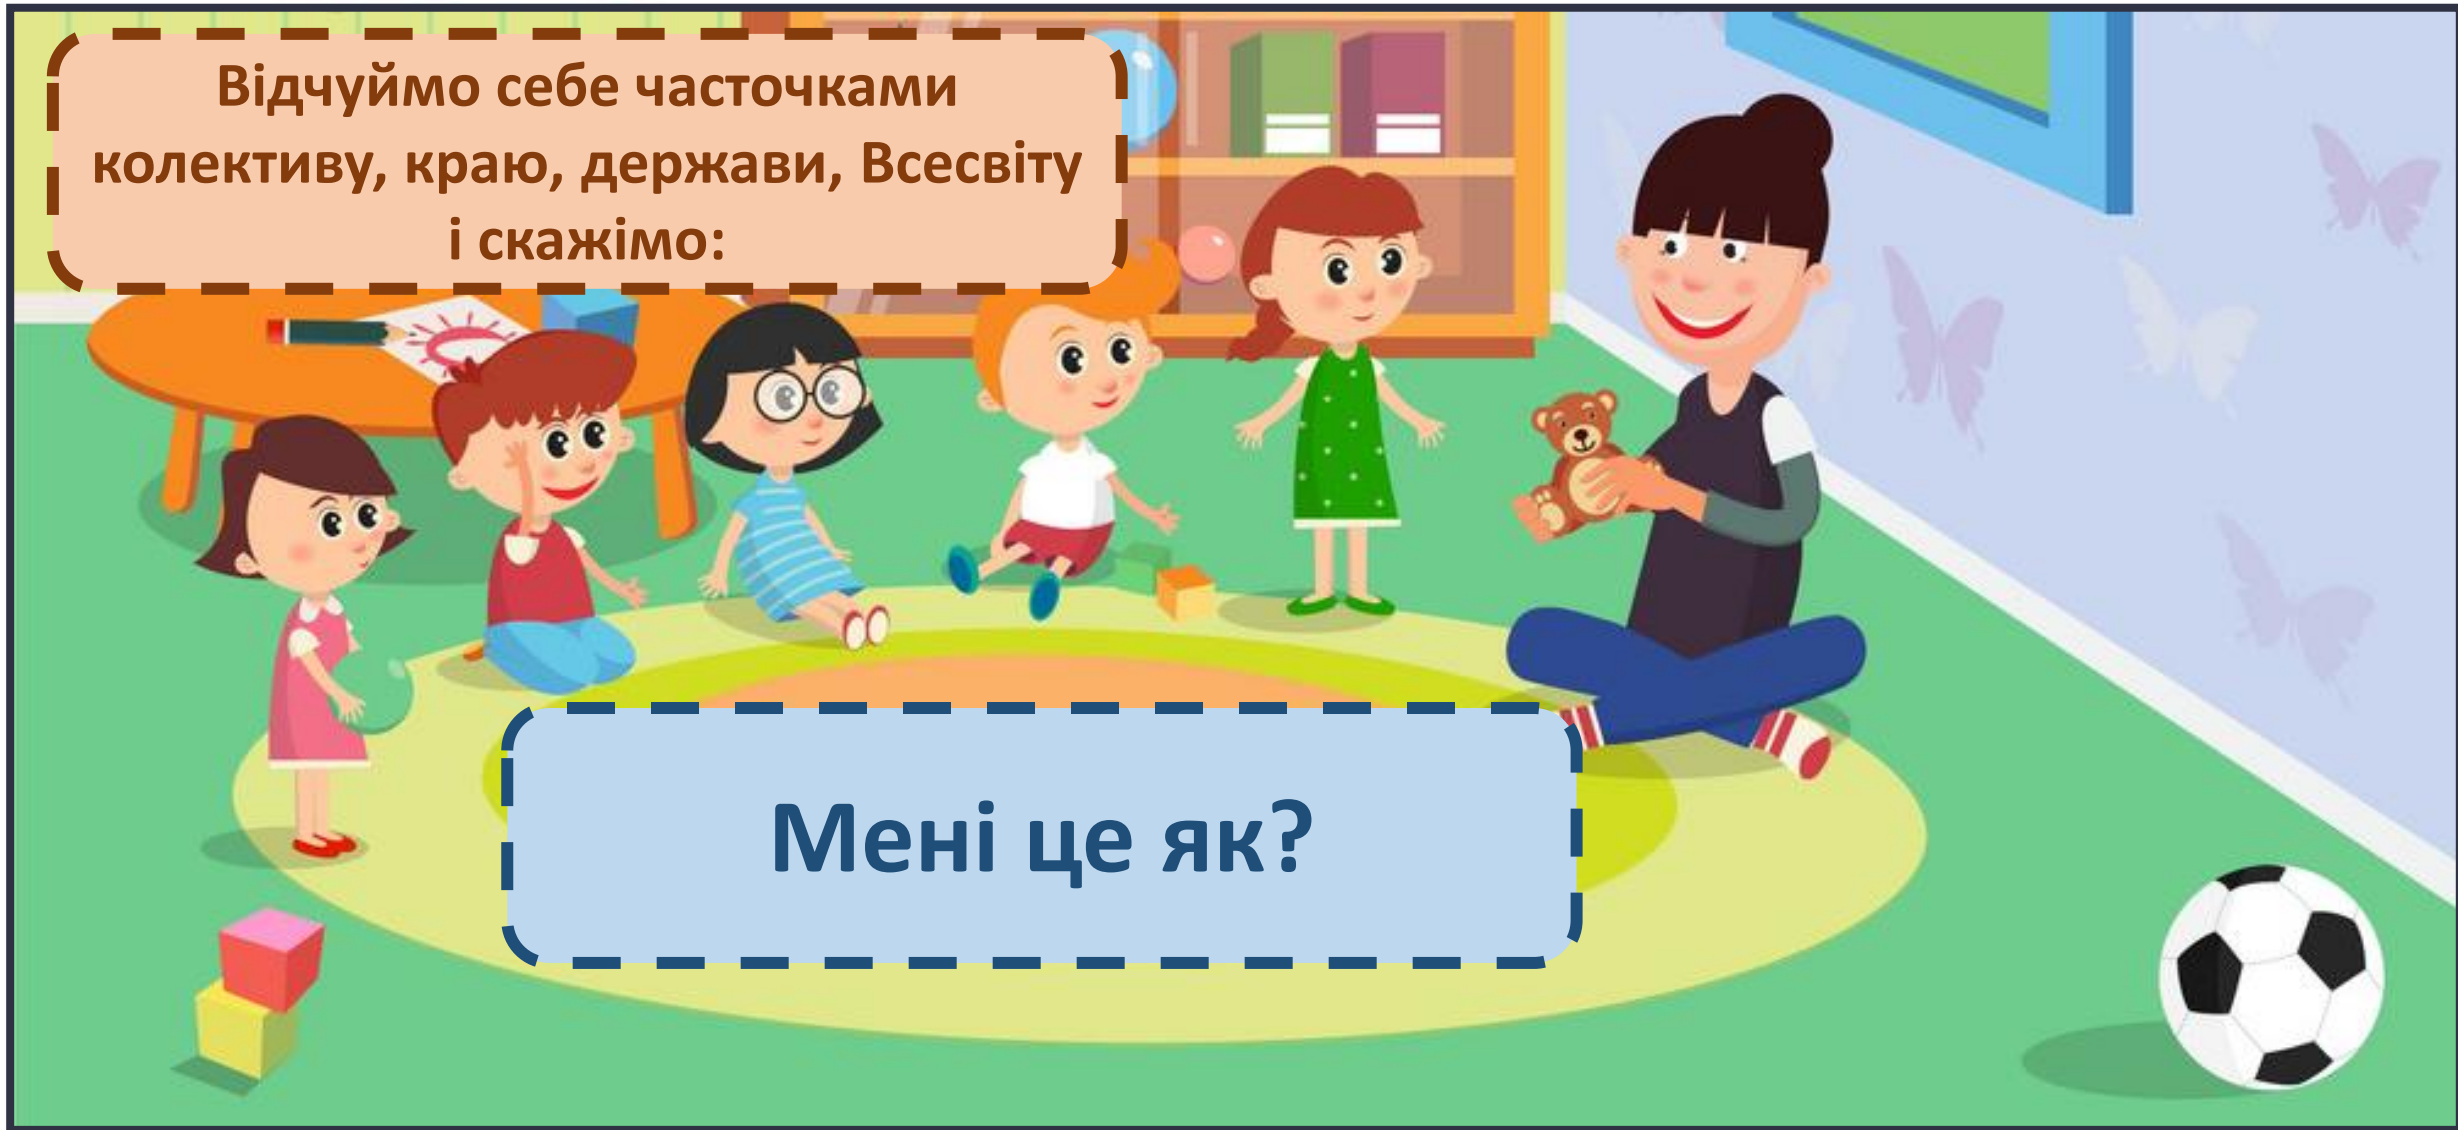 Відчуймо себе часточками
колективу, краю, держави, Всесвіту
і скажімо:
Мені це як?